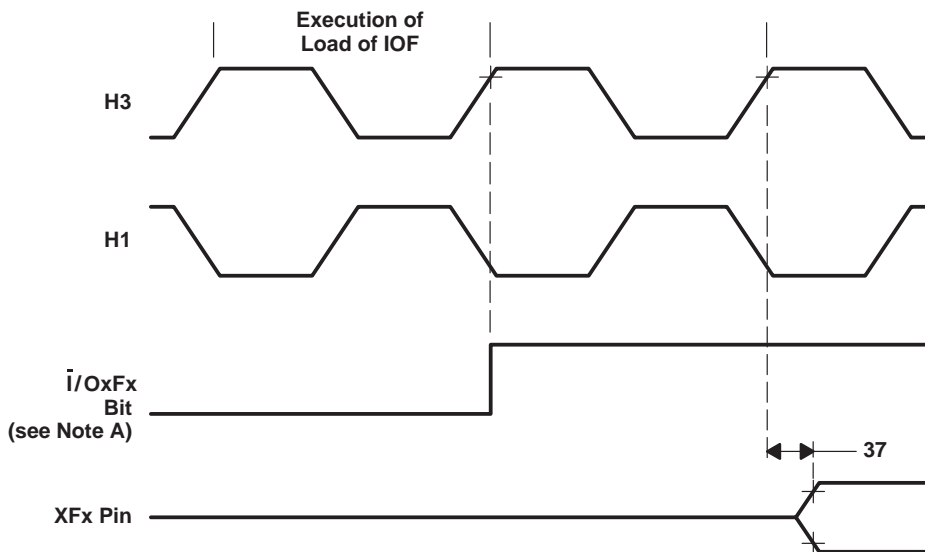 Execution of
Load of IOF
H3
H1
Ī/OxFx
Bit
(see Note A)
37
XFx Pin